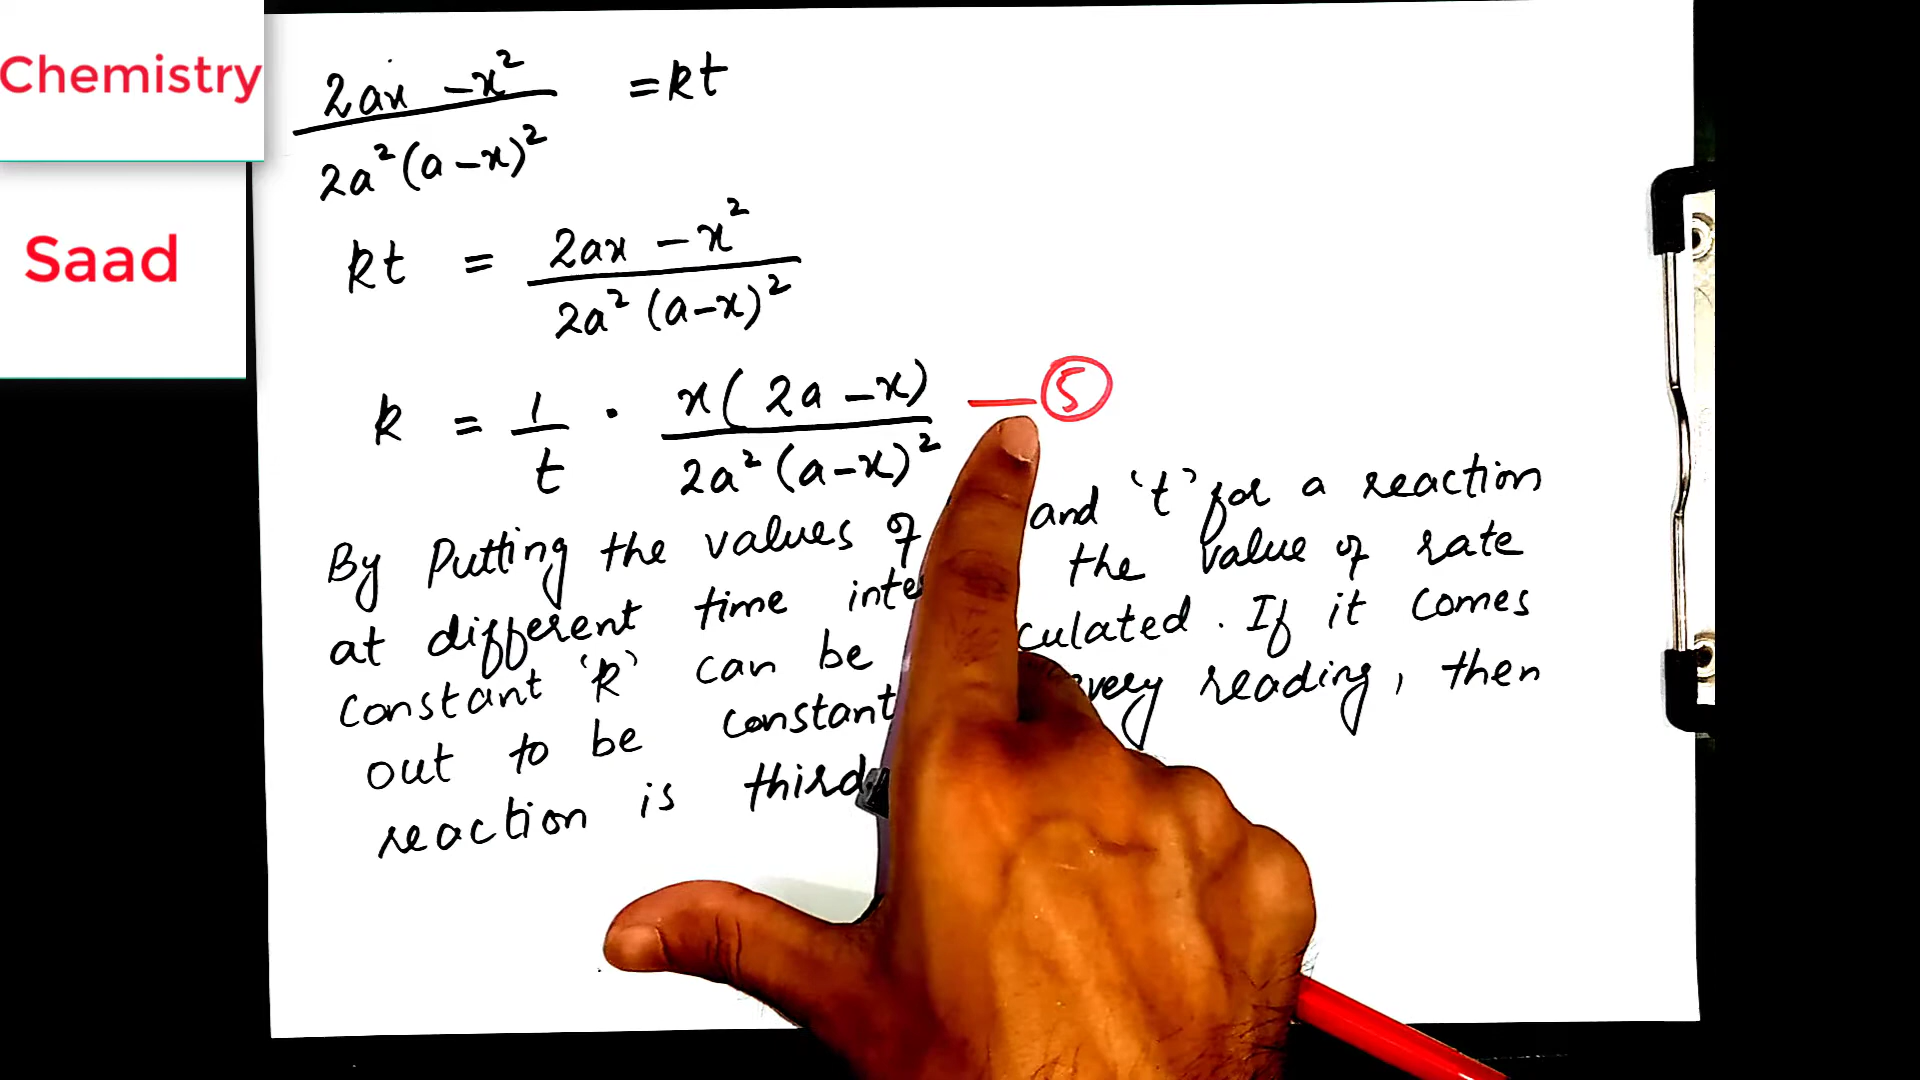 Chemistry
Saad
2ax - x² = kt
2a² (a-x)²
kt = 2ax - x²
2a² (a-x)²
k = 1/t · x(2a - x) — 5
2a² (a-x)²
By Putting the values of and 't' for a reaction
at different time the value of rate
constant 'k' can be . If it comes
out to be constant every reading, then
reaction is third